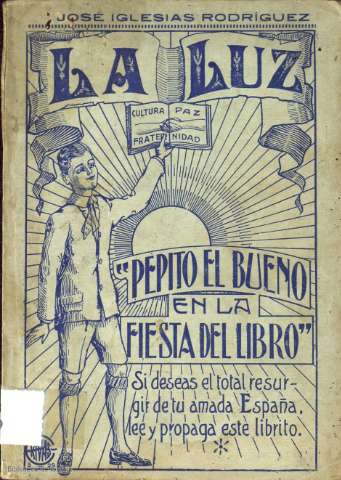 JOSÉ IGLESIAS RODRÍGUEZ
LA LUZ
CULTURA PAZ
FRATERNIDAD
"PEPITO EL BUENO
EN LA
FIESTA DEL LIBRO"
Si deseas el total resur-
gir de tu amada España,
lee y propaga este librito.